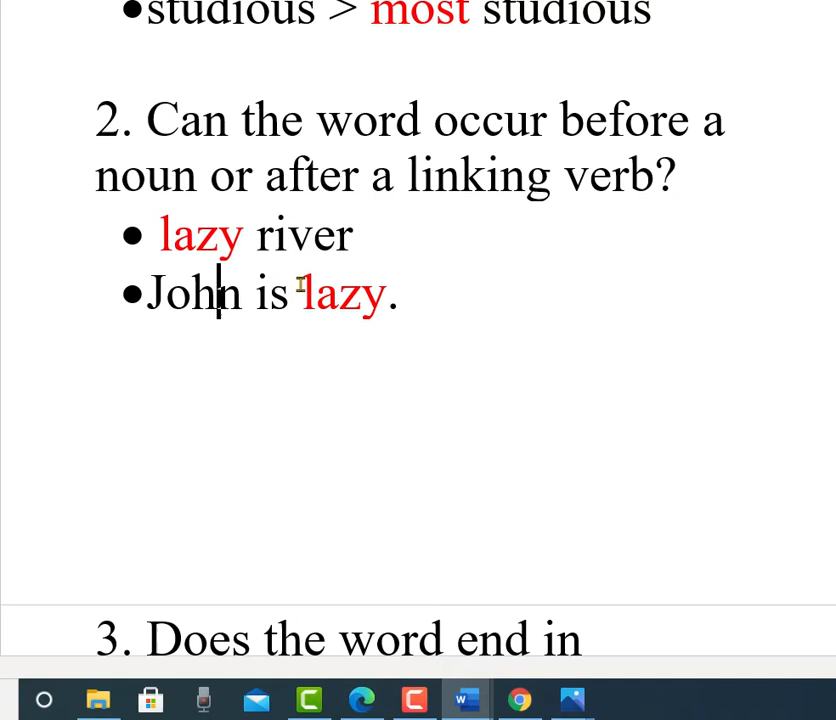 •studious > most studious
2. Can the word occur before a
noun or after a linking verb?
• lazy river
•John is lazy.
3. Does the word end in